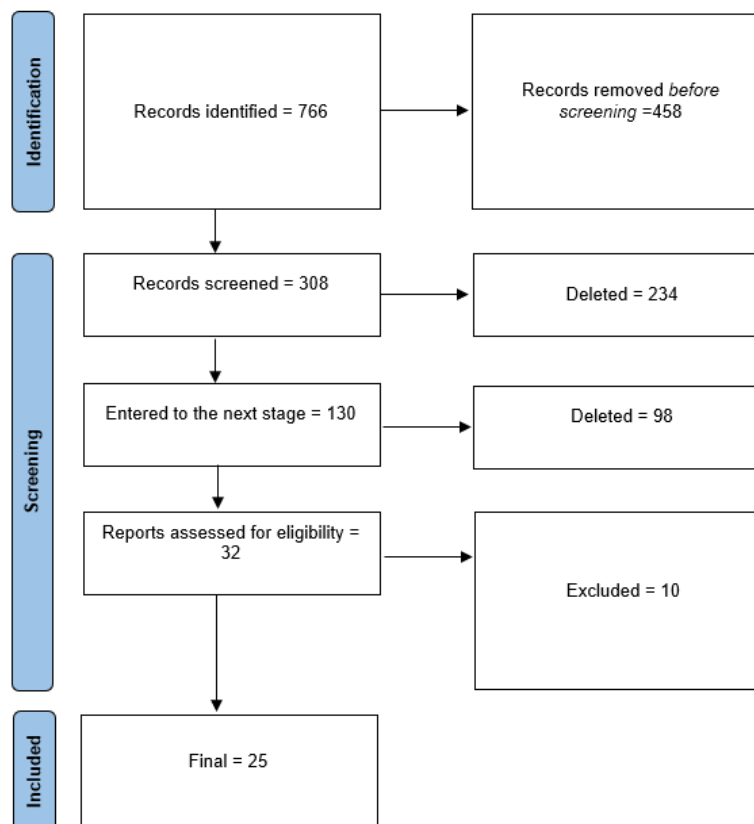 Identification
Records identified = 766
Records removed before
screening =458
Screening
Records screened = 308
Deleted = 234
Entered to the next stage = 130
Deleted = 98
Reports assessed for eligibility =
32
Excluded = 10
Included
Final = 25